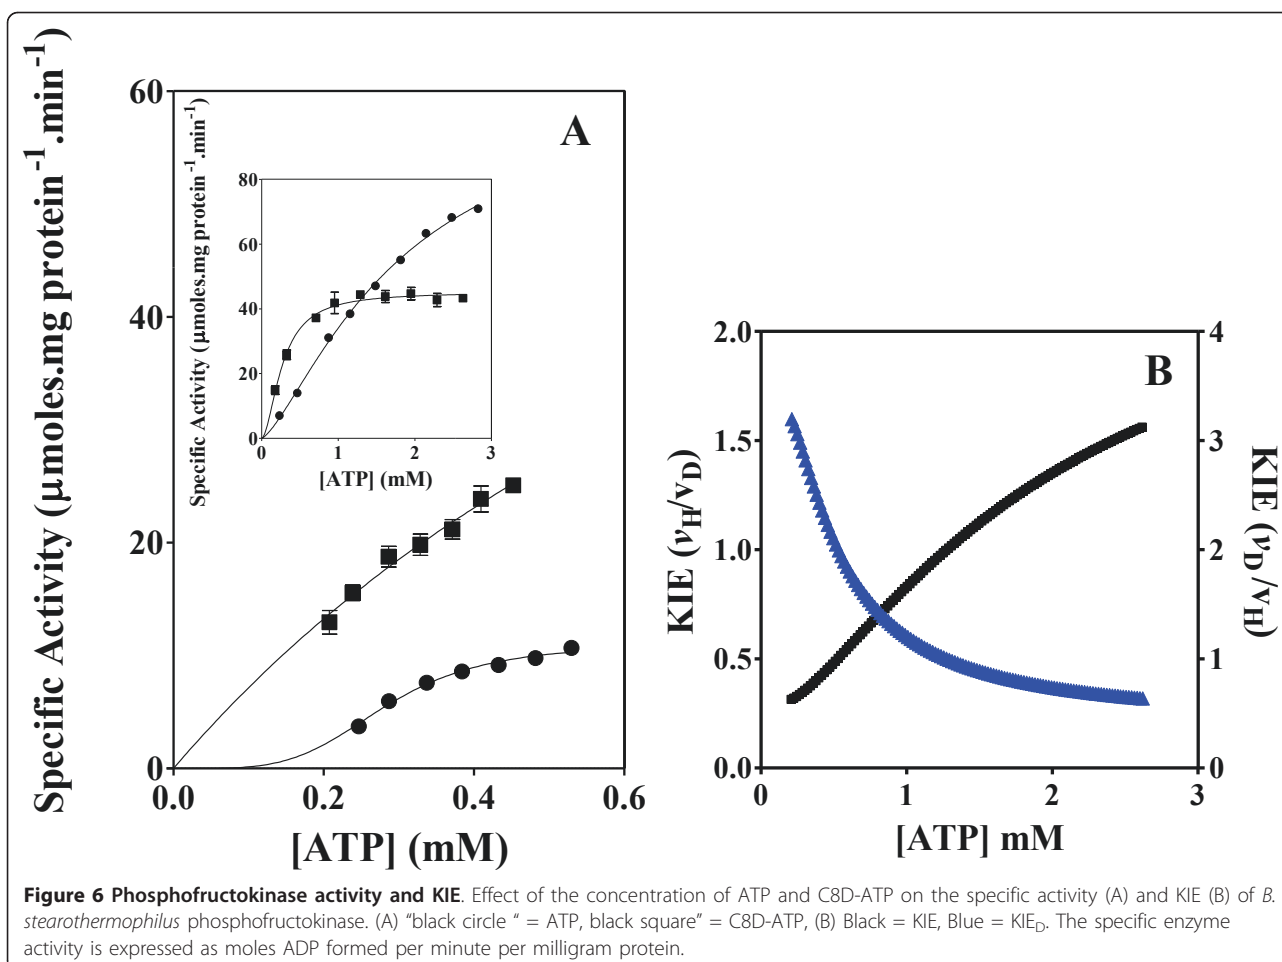 Specific Activity (µmoles.mg protein⁻¹.min⁻¹)
60
40
20
0
0.0 0.2 0.4 0.6
[ATP] (mM)
A
Specific Activity (µmoles.mg protein⁻¹.min⁻¹)
80
60
40
20
0
0 1 2 3
[ATP] (mM)
B
KIE (v_H/v_D)
2.0
1.5
1.0
0.5
0.0
KIE (v_D/v_H)
4
3
2
1
0
0 1 2 3
[ATP] mM
Figure 6 Phosphofructokinase activity and KIE. Effect of the concentration of ATP and C8D-ATP on the specific activity (A) and KIE (B) of B.
stearothermophilus phosphofructokinase. (A) “black circle “ = ATP, black square” = C8D-ATP, (B) Black = KIE, Blue = KIE_D. The specific enzyme
activity is expressed as moles ADP formed per minute per milligram protein.